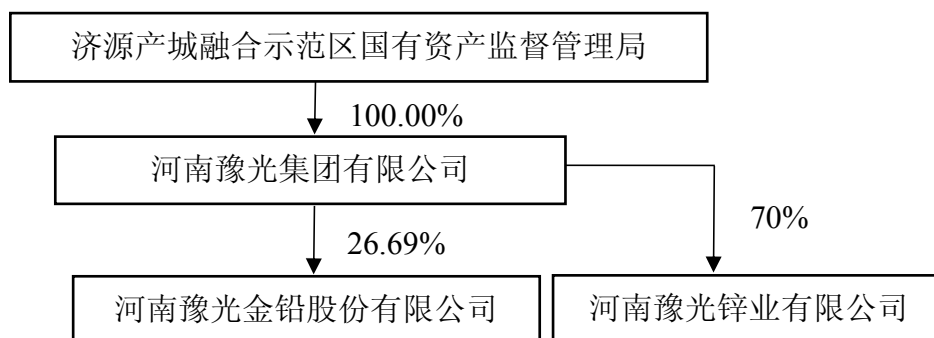 济源产城融合示范区国有资产监督管理局
100.00%
河南豫光集团有限公司
70%
26.69%
河南豫光金铅股份有限公司
河南豫光锌业有限公司